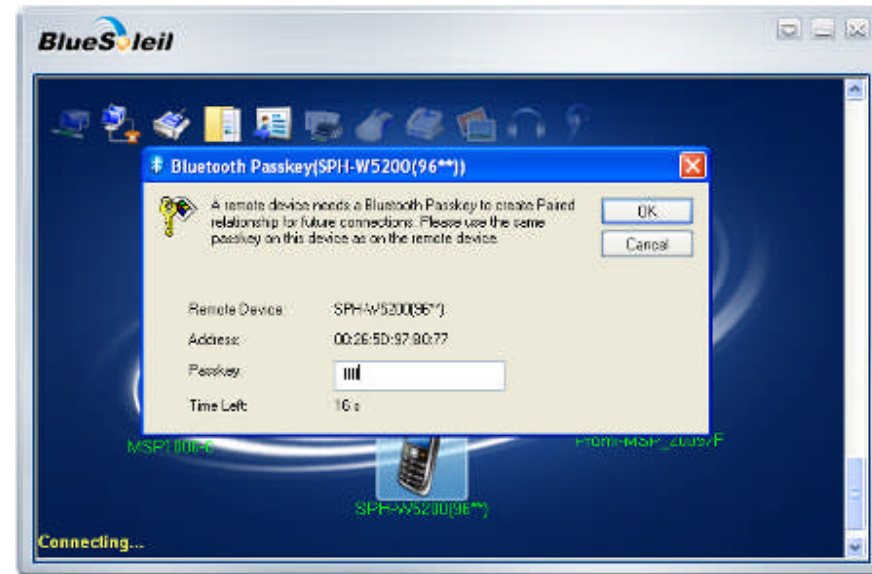 BlueSoleil
Bluetooth Passkey(SPH-W5200(96**))
A remote device needs a Bluetooth Passkey to create Paired
relationship for future connections. Please use the same
passkey on this device as on the remote device.
OK
Cancel
Remote Device: SPH-W5200(96**)
Address: 00:26:5D:97:80:77
Passkey: 1111
Time Left: 16 s
SPH-W5200(96**)
Connecting...